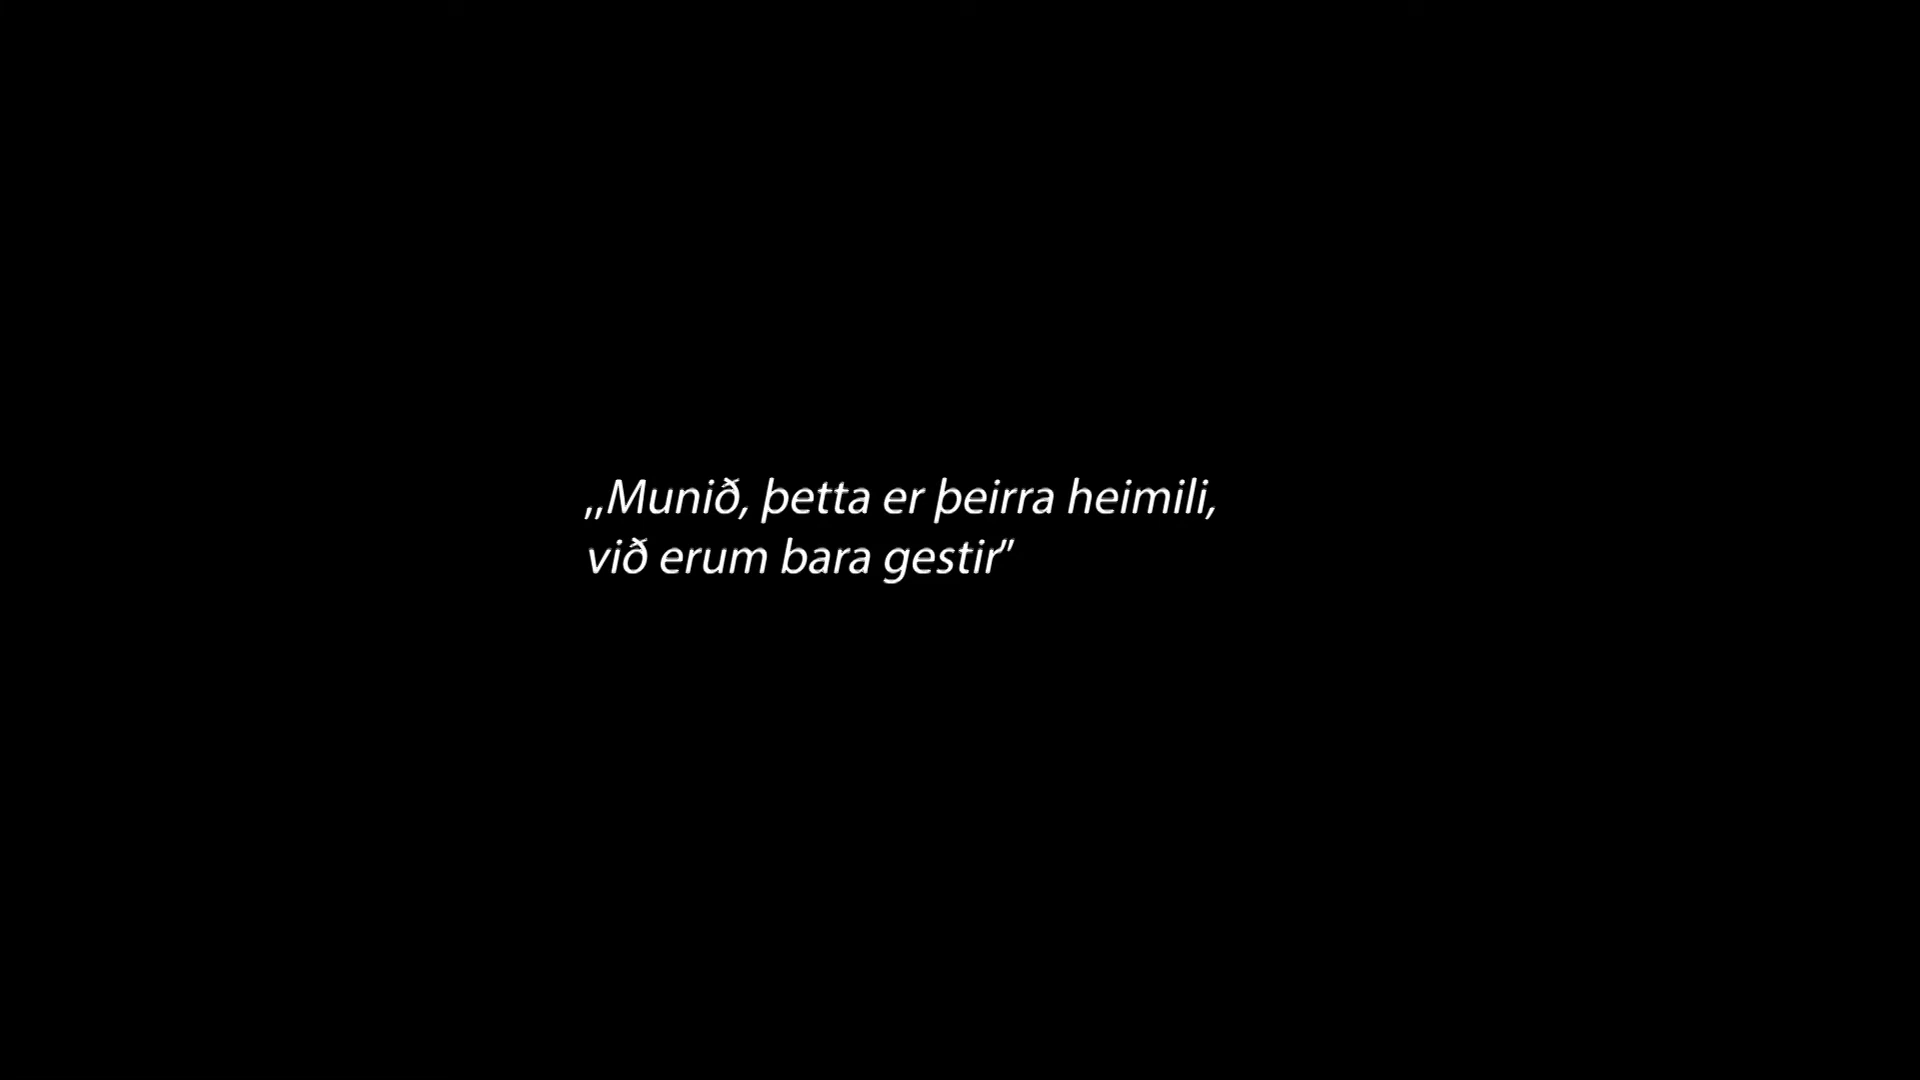 ,,Munið, þetta er þeirra heimili,
við erum bara gestir”